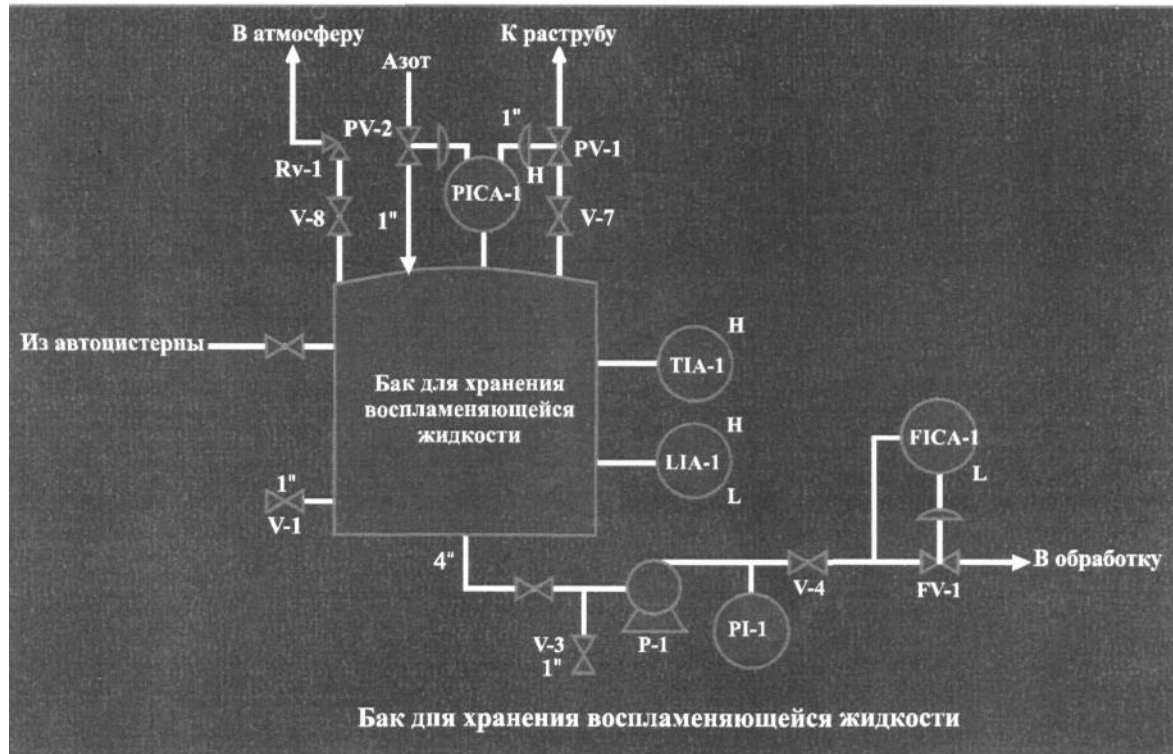 В атмосферу
К раструбу
Азот
PV-2
1"
PV-1
Rv-1
PICA-1
H
V-8
1"
V-7
Из автоцистерны
H
TIA-1
Бак для хранения
воспламеняющейся
жидкости
H
LIA-1
L
FICA-1
L
1"
V-1
4"
В обработку
V-4
FV-1
V-3
1"
P-1
PI-1
Бак дпя хранения воспламеняющейся жидкости